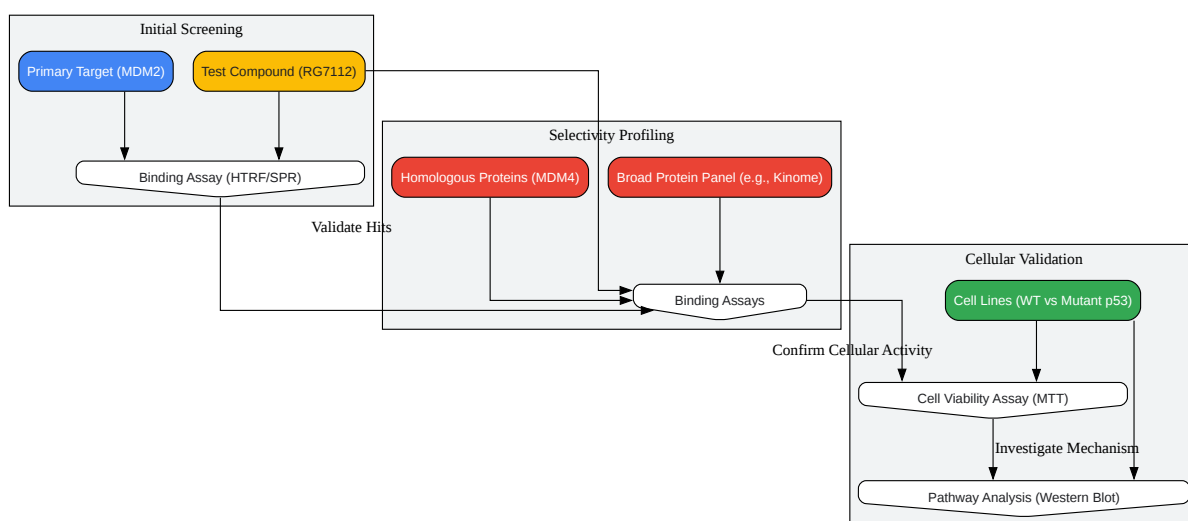 Initial Screening
Primary Target (MDM2)
Test Compound (RG7112)
Binding Assay (HTRF/SPR)
Validate Hits
Selectivity Profiling
Homologous Proteins (MDM4)
Broad Protein Panel (e.g., Kinome)
Binding Assays
Confirm Cellular Activity
Cellular Validation
Cell Lines (WT vs Mutant p53)
Cell Viability Assay (MTT)
Investigate Mechanism
Pathway Analysis (Western Blot)